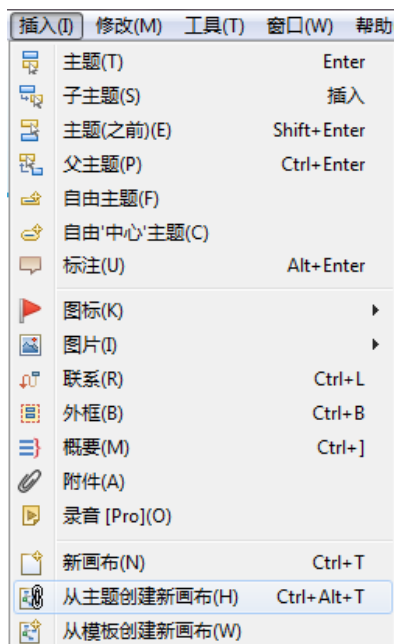 插入(I) 修改(M) 工具(T) 窗口(W) 帮助
主题(T) Enter
子主题(S) 插入
主题(之前)(E) Shift+Enter
父主题(P) Ctrl+Enter
自由主题(F)
自由'中心'主题(C)
标注(U) Alt+Enter
图标(K)
图片(I)
联系(R) Ctrl+L
外框(B) Ctrl+B
概要(M) Ctrl+]
附件(A)
录音 [Pro](O)
新画布(N) Ctrl+T
从主题创建新画布(H) Ctrl+Alt+T
从模板创建新画布(W)